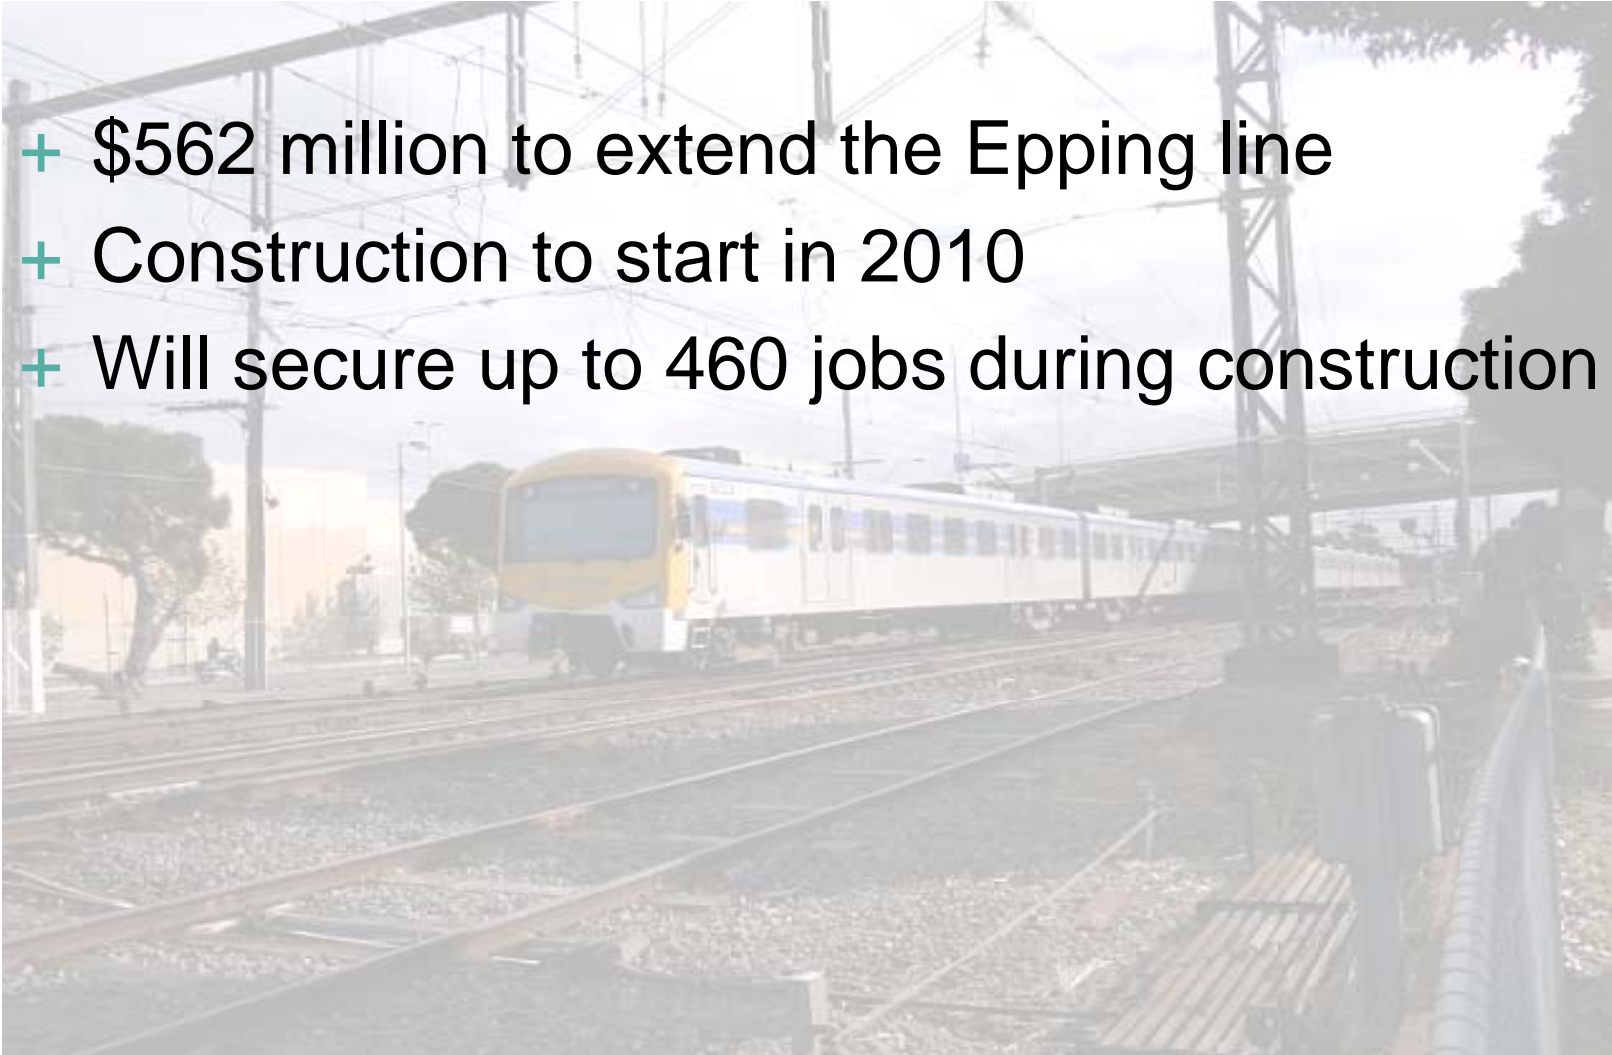 + $562 million to extend the Epping line
+ Construction to start in 2010
+ Will secure up to 460 jobs during construction